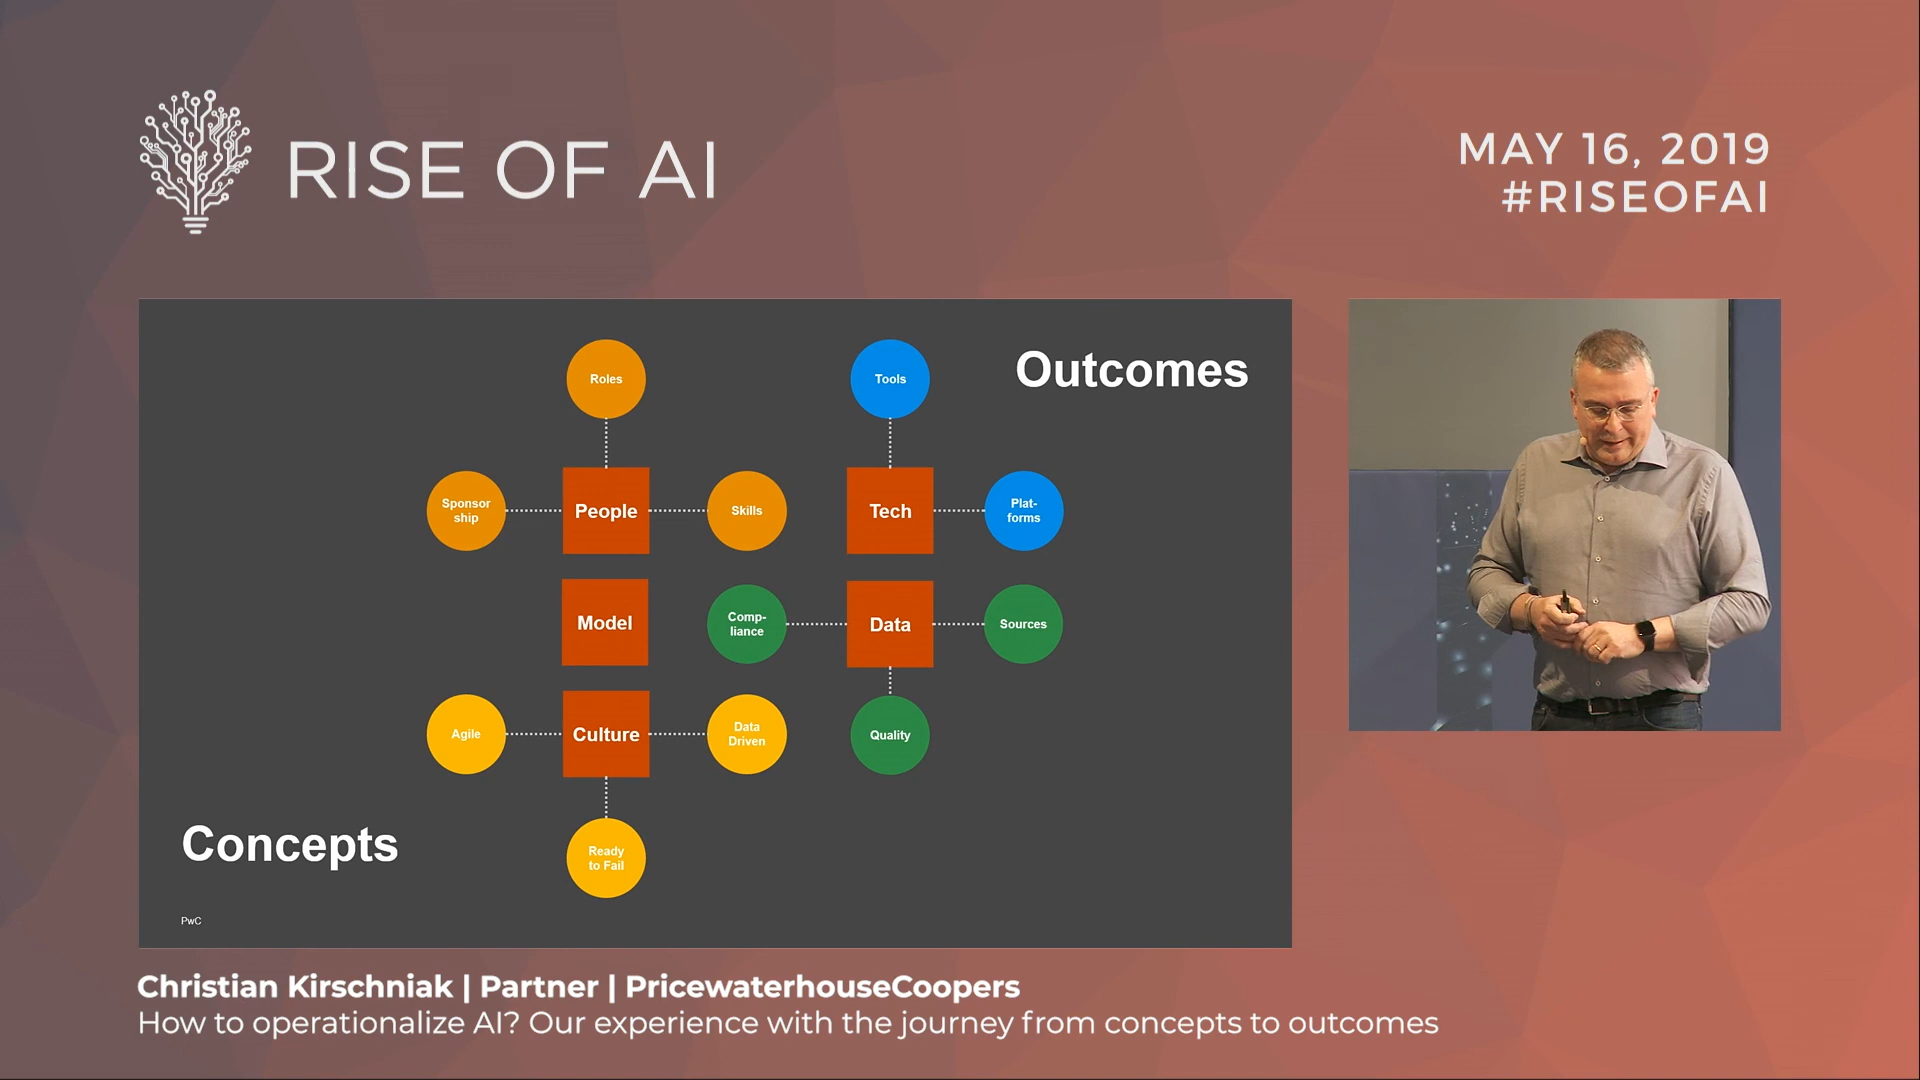 RISE OF AI
MAY 16, 2019
#RISEOFAI
Outcomes
Roles
Tools
Sponsor
ship
People
Skills
Tech
Plat-
forms
Model
Comp-
liance
Data
Sources
Agile
Culture
Data
Driven
Quality
Concepts
Ready
to Fail
PwC
Christian Kirschniak | Partner | PricewaterhouseCoopers
How to operationalize AI? Our experience with the journey from concepts to outcomes